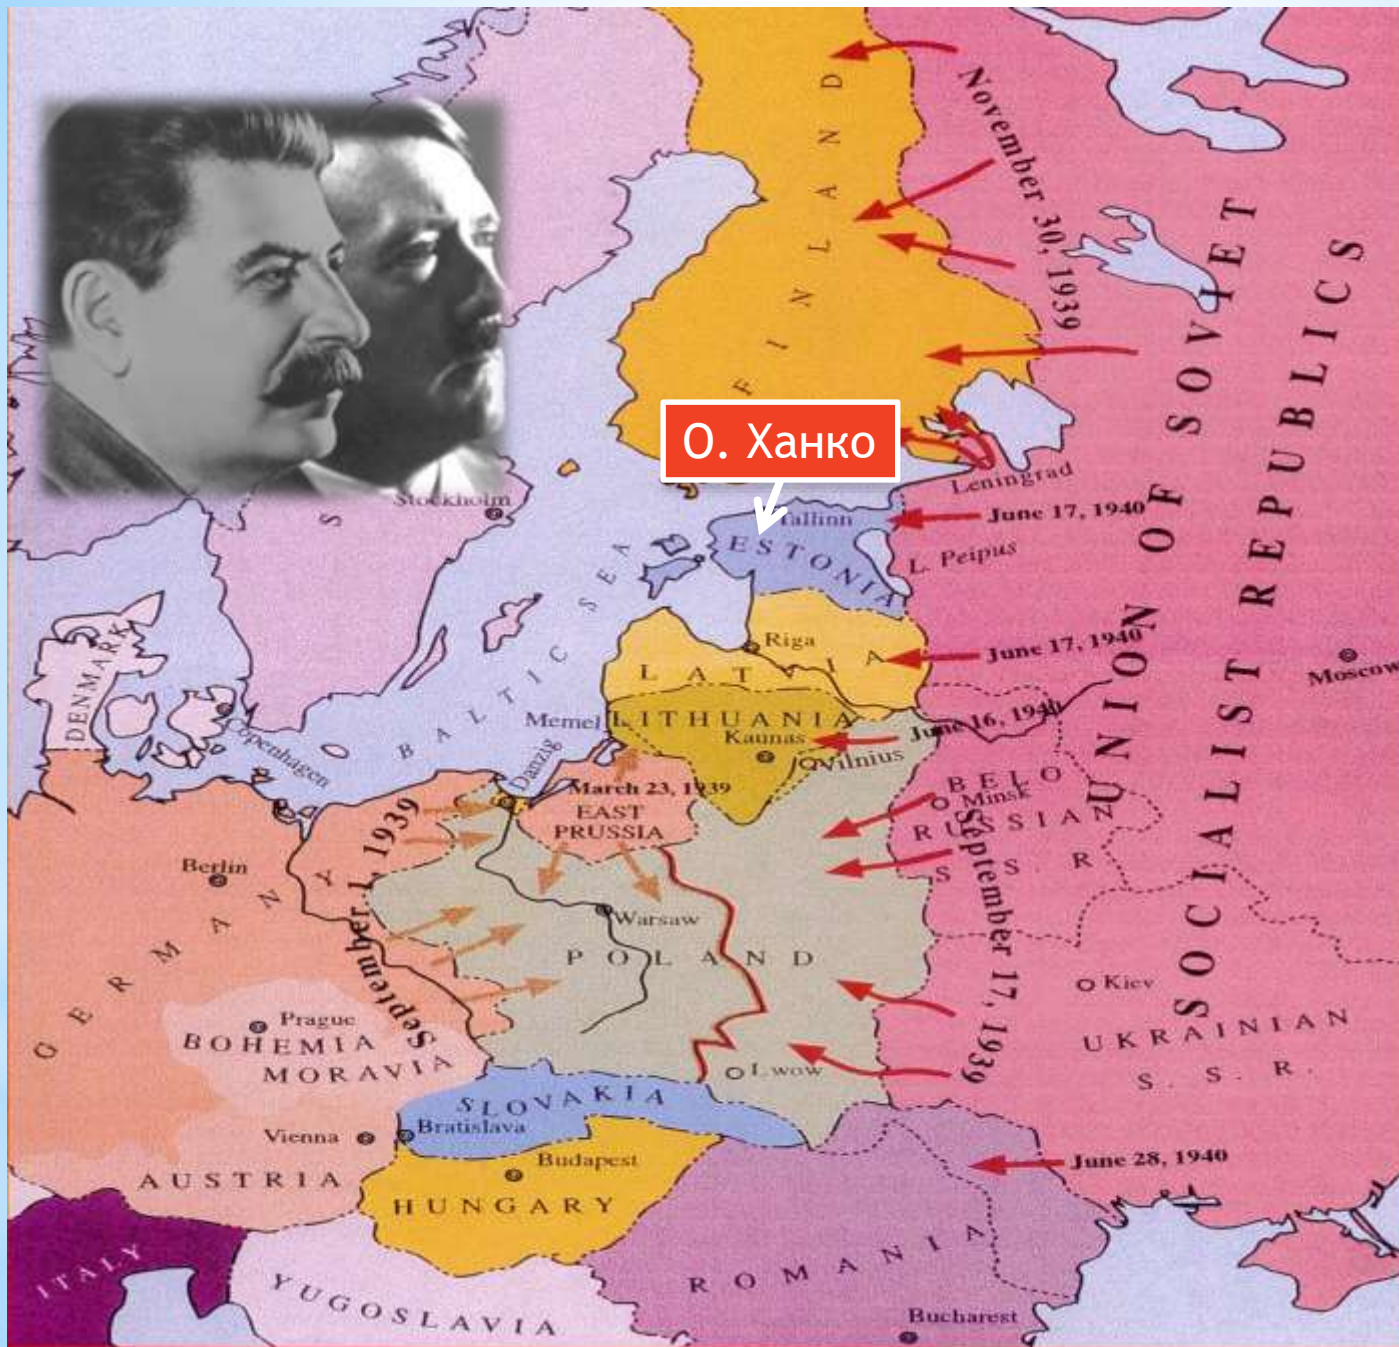 FINLAND
November 30, 1939
UNION OF SOVIET
SOCIALIST REPUBLICS
О. Ханко
Leningrad
Stockholm
S
Tallinn
June 17, 1940
ESTONIA
L. Peipus
BALTIC SEA
Riga
June 17, 1940
LATVIA
Moscow
DENMARK
Copenhagen
Memel
LITHUANIA
June 16, 1940
Kaunas
Vilnius
Danzig
March 23, 1939
EAST
PRUSSIA
BELO
Minsk
RUSSIAN
S. S. R
September 1, 1939
September 17, 1939
Berlin
GERMANY
Warsaw
POLAND
Kiev
Prague
BOHEMIA
MORAVIA
UKRAINIAN
S. S. R.
Lwow
SLOVAKIA
Vienna
Bratislava
Budapest
June 28, 1940
AUSTRIA
HUNGARY
ITALY
YUGOSLAVIA
ROMANIA
Bucharest